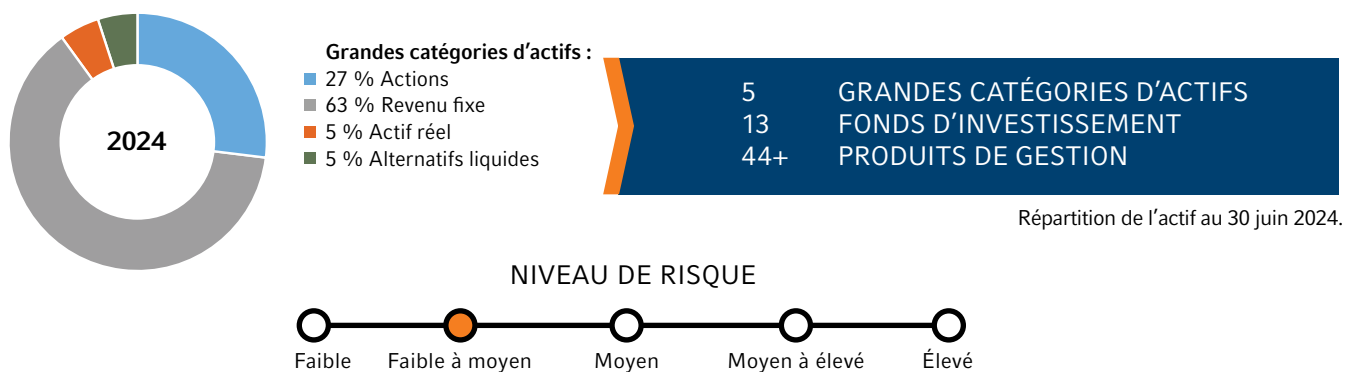 2024
Grandes catégories d'actifs :
27 % Actions
63 % Revenu fixe
5 % Actif réel
5 % Alternatifs liquides
5 GRANDES CATÉGORIES D'ACTIFS
13 FONDS D'INVESTISSEMENT
44+ PRODUITS DE GESTION
Répartition de l'actif au 30 juin 2024.
NIVEAU DE RISQUE
Faible Faible à moyen Moyen Moyen à élevé Élevé